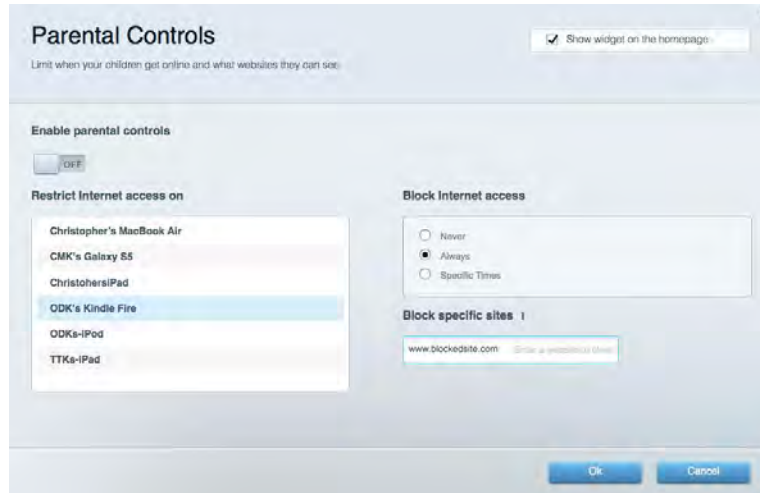 Parental Controls
Show widget on the homepage
Limit when your children get online and what websites they can see.
Enable parental controls
OFF
Restrict Internet access on
Block Internet access
Christopher's MacBook Air
CMK's Galaxy S5
ChristohersiPad
ODK's Kindle Fire
ODKs-iPod
TTKs-iPad
Never
Always
Specific Times
Block specific sites
www.blockedsite.com
Ok
Cancel